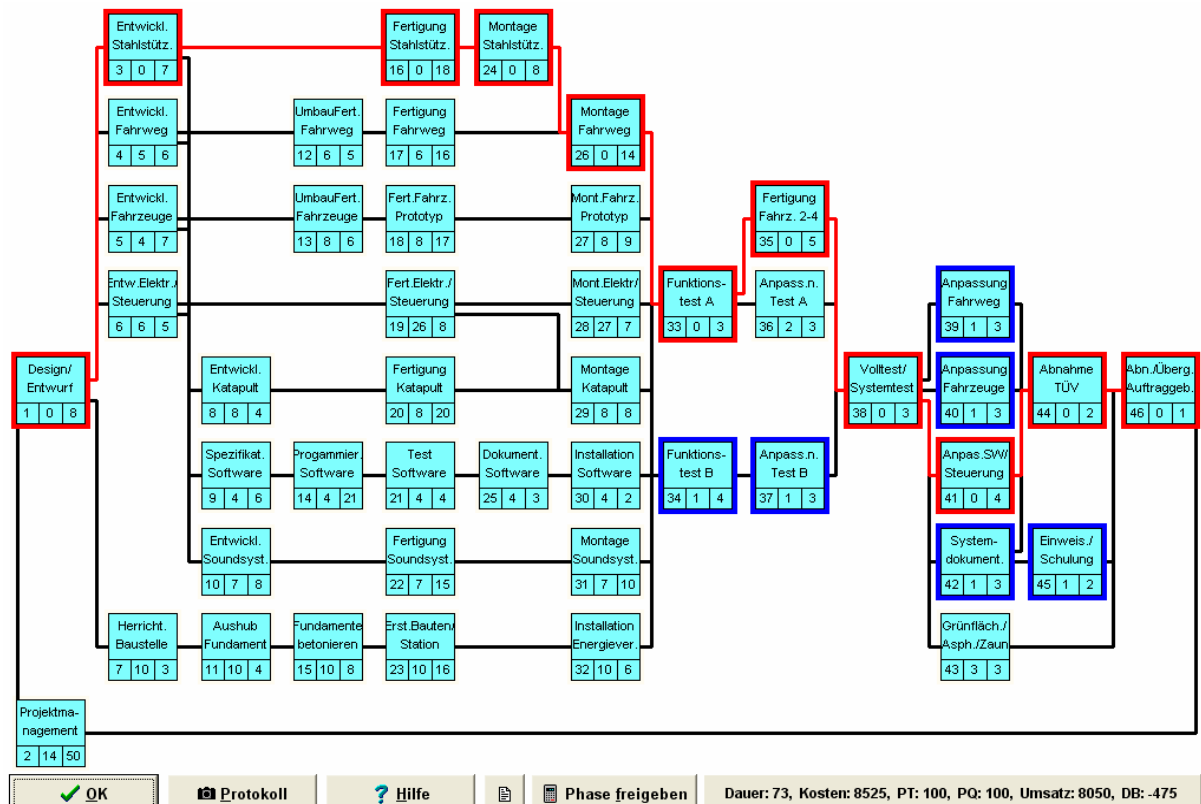 Entwickl.
Stahlstütz.
3 0 7
Fertigung
Stahlstütz.
16 0 18
Montage
Stahlstütz.
24 0 8
Entwickl.
Fahrweg
4 5 6
UmbauFert.
Fahrweg
12 6 5
Fertigung
Fahrweg
17 6 16
Montage
Fahrweg
26 0 14
Entwickl.
Fahrzeuge
5 4 7
UmbauFert.
Fahrzeuge
13 8 6
Fert.Fahrz.
Prototyp
18 8 17
Mont.Fahrz.
Prototyp
27 8 9
Fertigung
Fahrz. 2-4
35 0 5
Entw.Elektr./
Steuerung
6 6 5
Fert.Elektr./
Steuerung
19 26 8
Mont.Elektr/
Steuerung
28 27 7
Funktions-
test A
33 0 3
Anpass.n.
Test A
36 2 3
Anpassung
Fahrweg
39 1 3
Design/
Entwurf
1 0 8
Entwickl.
Katapult
8 8 4
Fertigung
Katapult
20 8 20
Montage
Katapult
29 8 8
Volltest/
Systemtest
38 0 3
Anpassung
Fahrzeuge
40 1 3
Abnahme
TÜV
44 0 2
Abn./Überg.
Auftraggeb.
46 0 1
Spezifikat.
Software
9 4 6
Progammier.
Software
14 4 21
Test
Software
21 4 4
Dokument.
Software
25 4 3
Installation
Software
30 4 2
Funktions-
test B
34 1 4
Anpass.n.
Test B
37 1 3
Anpas.SW/
Steuerung
41 0 4
Entwickl.
Soundsyst.
10 7 8
Fertigung
Soundsyst.
22 7 15
Montage
Soundsyst.
31 7 10
System-
dokument.
42 1 3
Einweis./
Schulung
45 1 2
Herricht.
Baustelle
7 10 3
Aushub
Fundament
11 10 4
Fundamente
betonieren
15 10 8
Erst.Bauten/
Station
23 10 16
Installation
Energiever.
32 10 6
Grünfläch./
Asph./Zaun
43 3 3
Projektma-
nagement
2 14 50
OK Protokoll Hilfe Phase freigeben Dauer: 73, Kosten: 8525, PT: 100, PQ: 100, Umsatz: 8050, DB: -475